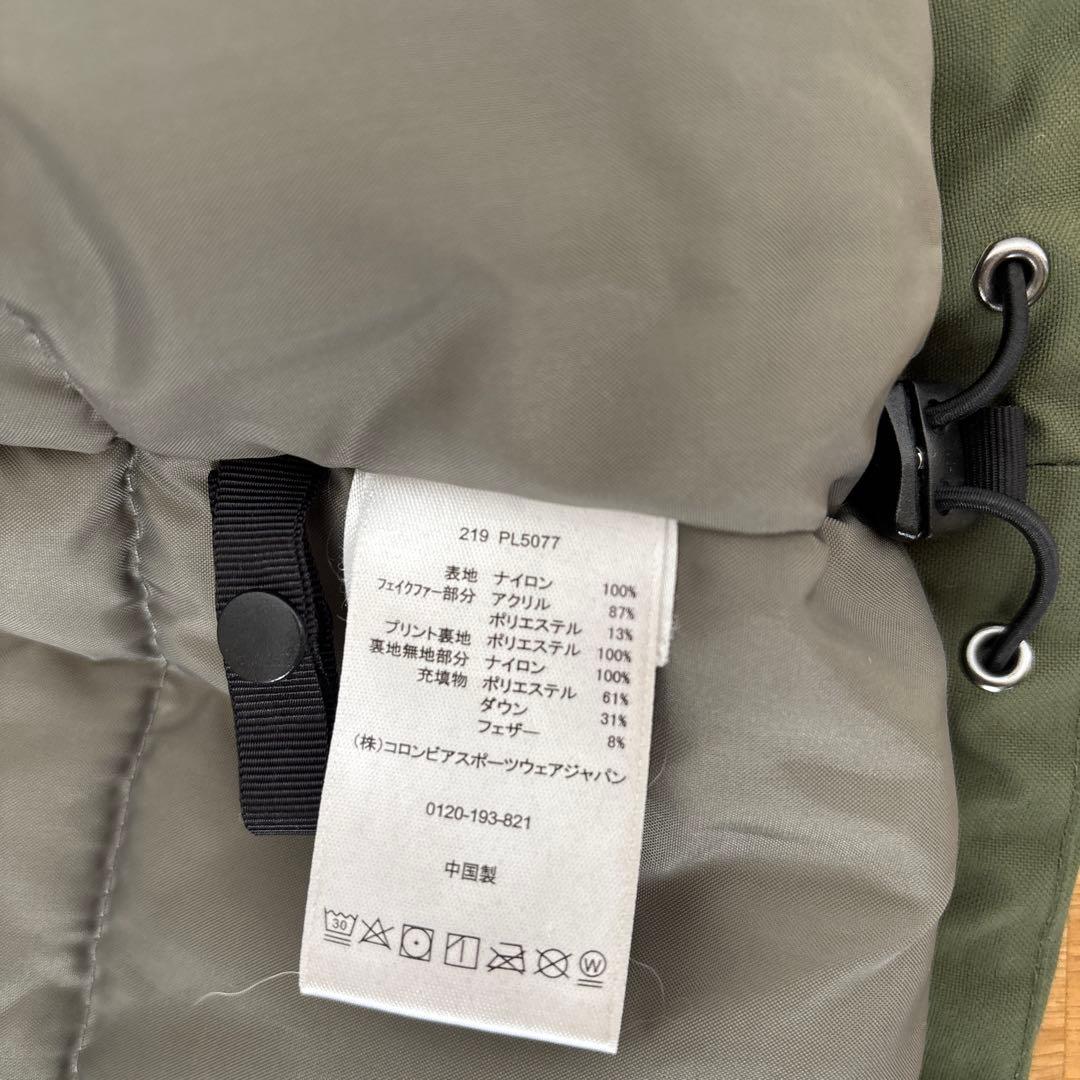 219 PL5077
表地 ナイロン 100%
フェイクファー部分 アクリル 87%
ポリエステル 13%
プリント裏地 ポリエステル 100%
裏地無地部分 ナイロン 100%
充填物 ポリエステル 61%
ダウン 31%
フェザー 8%
(株)コロンビアスポーツウェアジャパン
0120-193-821
中国製
30 W